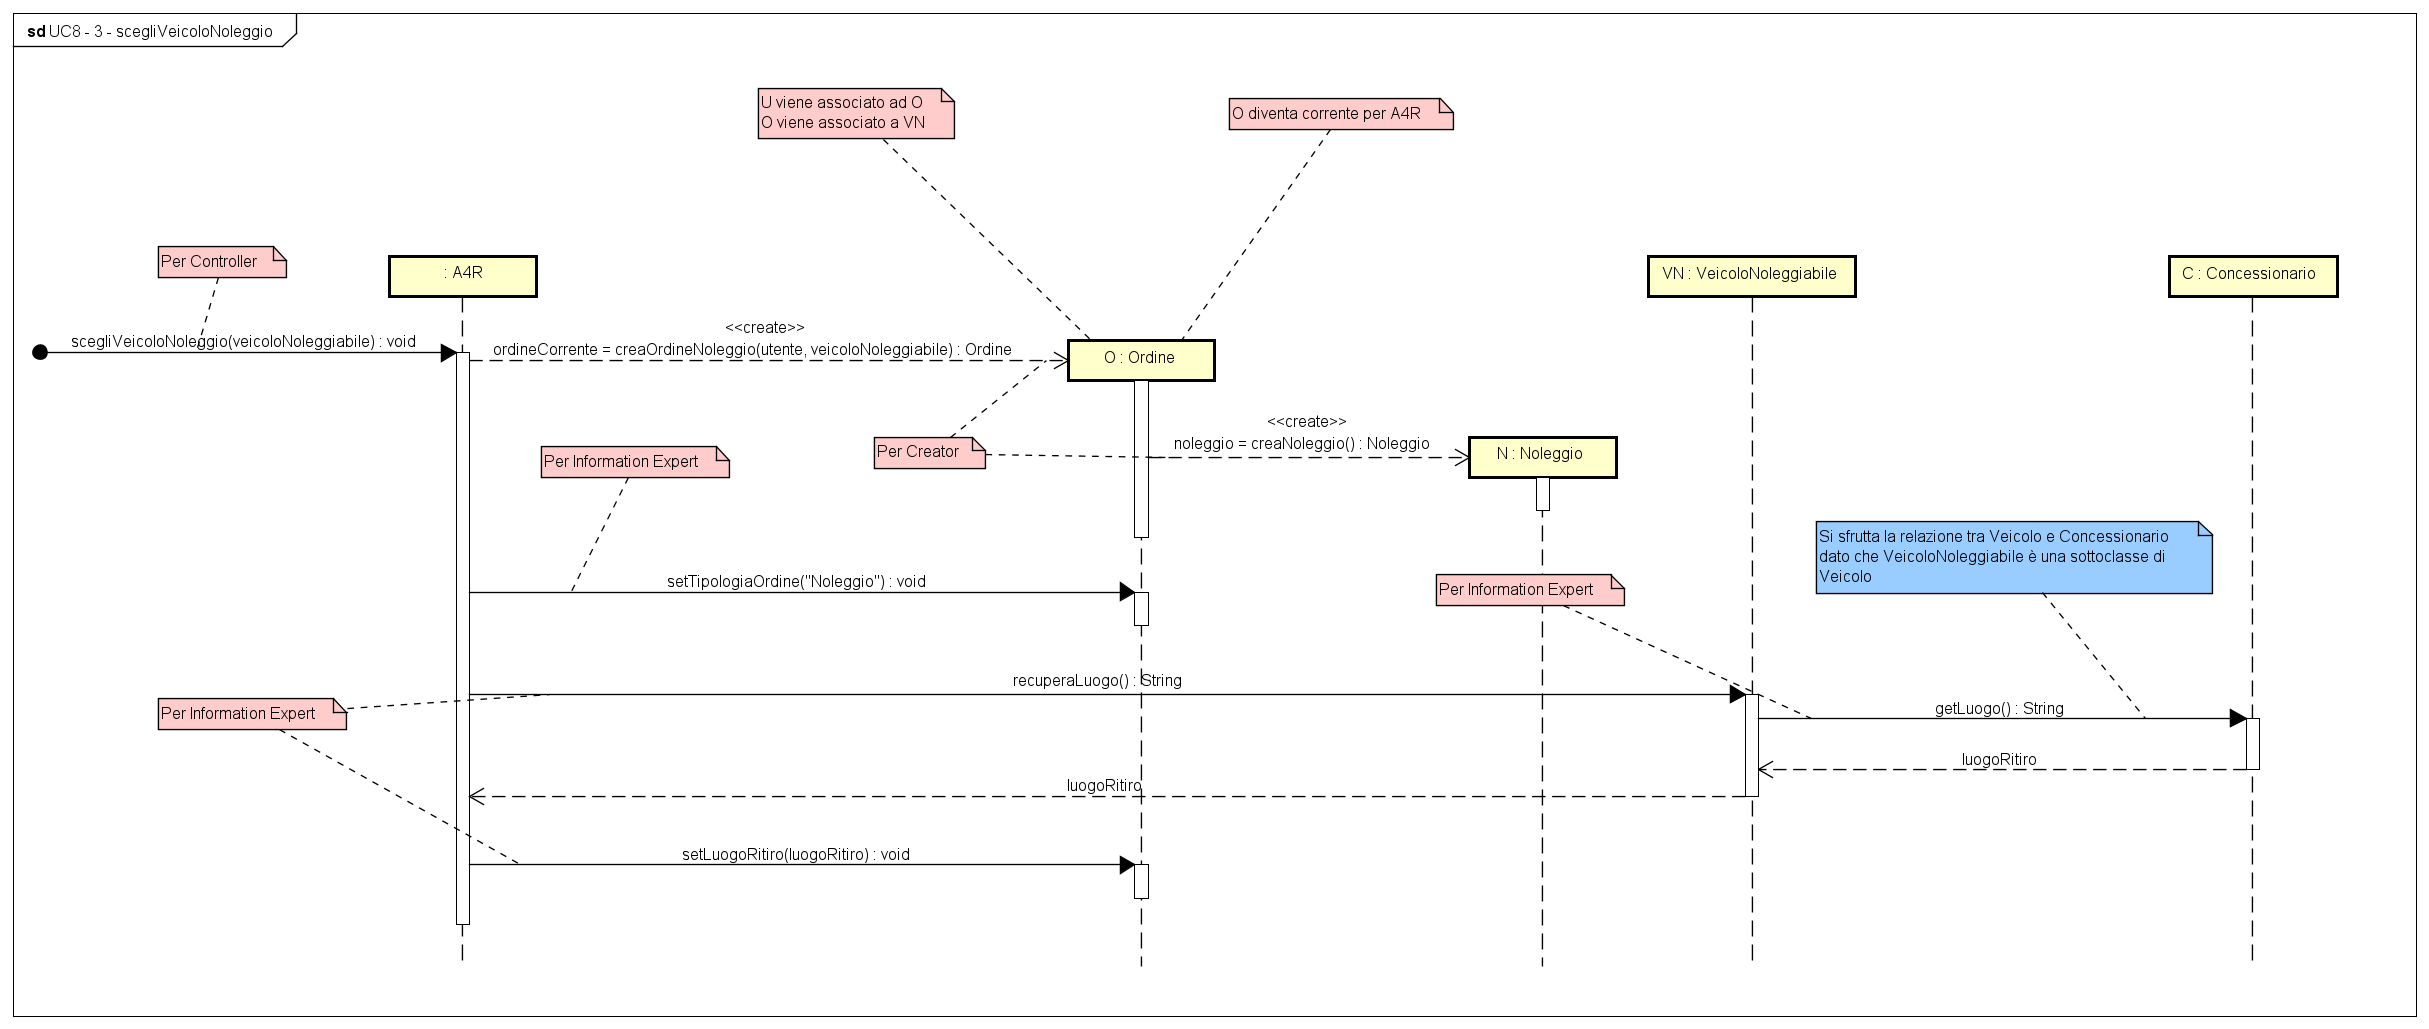 sd UC8 - 3 - scegliVeicoloNoleggio
U viene associato ad O
O viene associato a VN
O diventa corrente per A4R
Per Controller
: A4R
VN : VeicoloNoleggiabile
C : Concessionario
scegliVeicoloNoleggio(veicoloNoleggiabile) : void
<<create>>
ordineCorrente = creaOrdineNoleggio(utente, veicoloNoleggiabile) : Ordine
O : Ordine
<<create>>
noleggio = creaNoleggio() : Noleggio
Per Creator
N : Noleggio
Per Information Expert
Si sfrutta la relazione tra Veicolo e Concessionario
dato che VeicoloNoleggiabile è una sottoclasse di
Veicolo
setTipologiaOrdine("Noleggio") : void
Per Information Expert
recuperaLuogo() : String
Per Information Expert
getLuogo() : String
luogoRitiro
luogoRitiro
setLuogoRitiro(luogoRitiro) : void